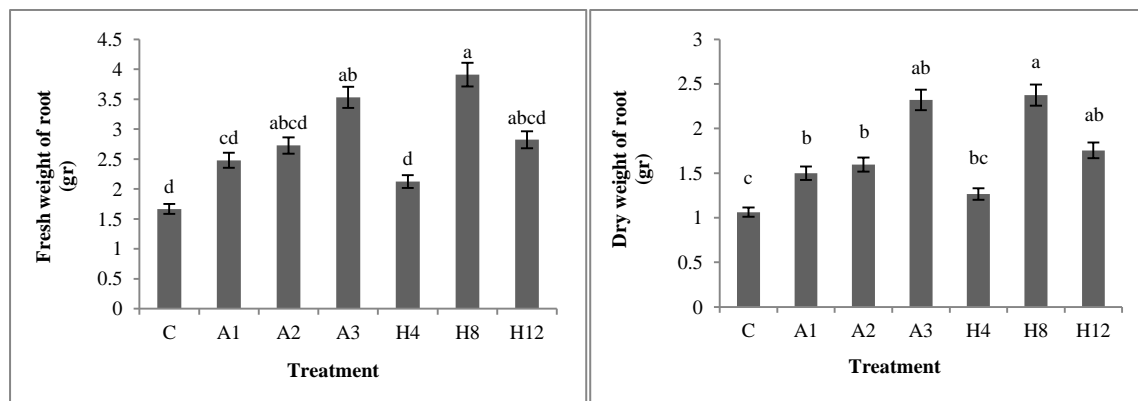 Fresh weight of root
(gr)
4.5
4
3.5
3
2.5
2
1.5
1
0.5
0
d
cd
abcd
ab
d
a
abcd
C A1 A2 A3 H4 H8 H12
Treatment
Dry weight of root
(gr)
3
2.5
2
1.5
1
0.5
0
c
b
b
ab
bc
a
ab
C A1 A2 A3 H4 H8 H12
Treatment